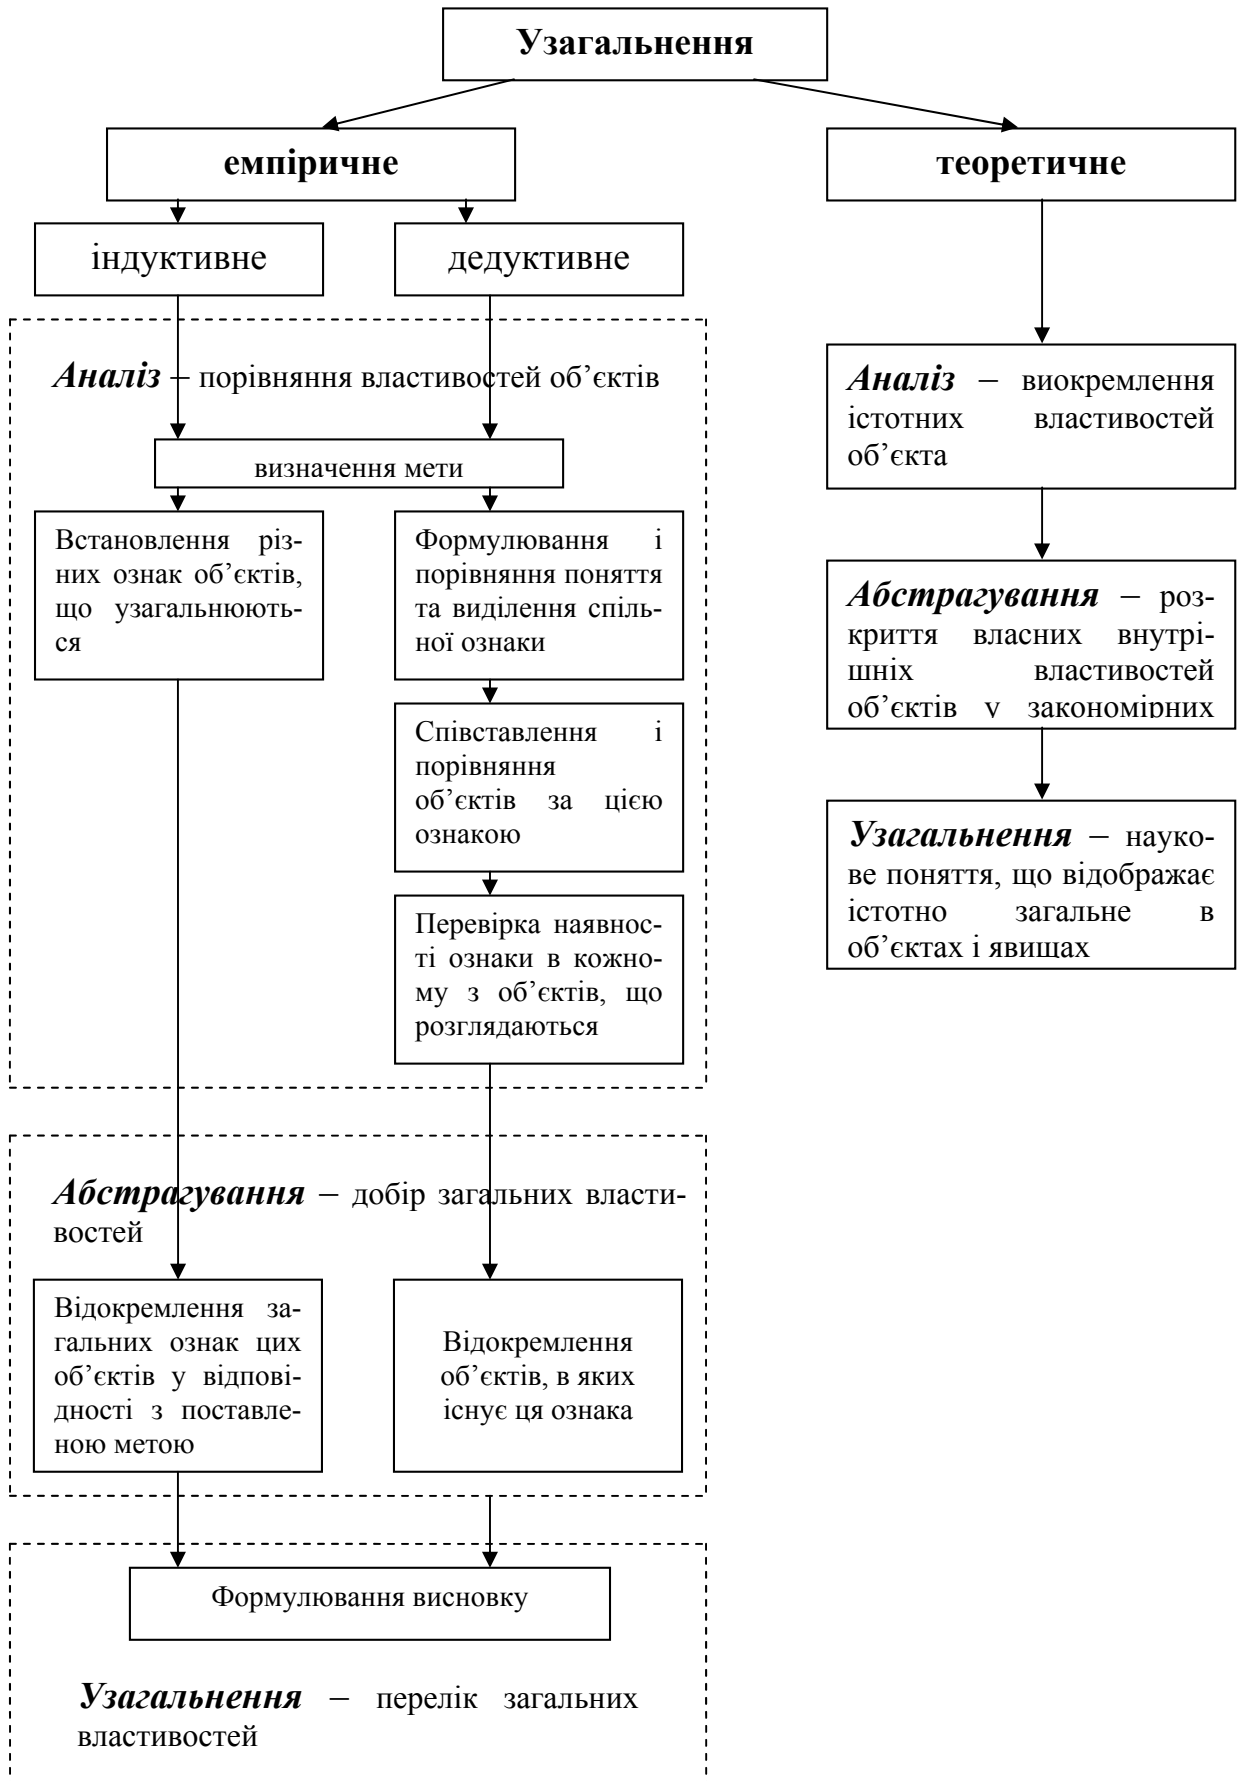 Узагальнення
емпіричне
теоретичне
індуктивне
дедуктивне
Аналіз – порівняння властивостей об’єктів
визначення мети
Встановлення різ-
них ознак об’єктів,
що узагальнюють-
ся
Формулювання і
порівняння поняття
та виділення спіль-
ної ознаки
Співставлення і
порівняння
об’єктів за цією
ознакою
Перевірка наявнос-
ті ознаки в кожно-
му з об’єктів, що
розглядаються
Абстрагування – добір загальних власти-
востей
Відокремлення за-
гальних ознак цих
об’єктів у відпові-
дності з поставле-
ною метою
Відокремлення
об’єктів, в яких
існує ця ознака
Формулювання висновку
Узагальнення – перелік загальних
властивостей
Аналіз – виокремлення
істотних властивостей
об’єкта
Абстрагування – роз-
криття власних внутрі-
шніх властивостей
об’єктів у закономірних
Узагальнення – науко-
ве поняття, що відображає
істотно загальне в
об’єктах і явищах